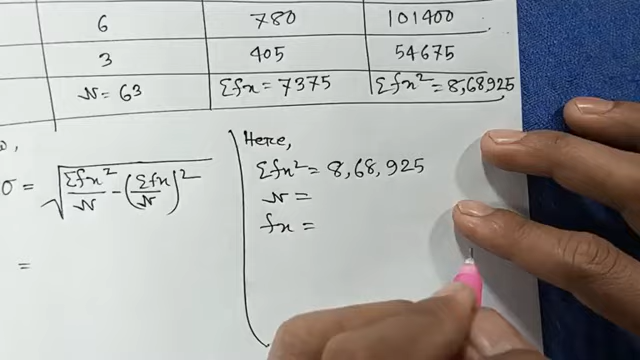 6 780 101400
3 405 54675
N = 63 Σfx = 7375 Σfx² = 8,68925
Here,
σ = √(Σfx²/N - (Σfx/N)²)
=
Σfx² = 8,68,925
N =
fx =